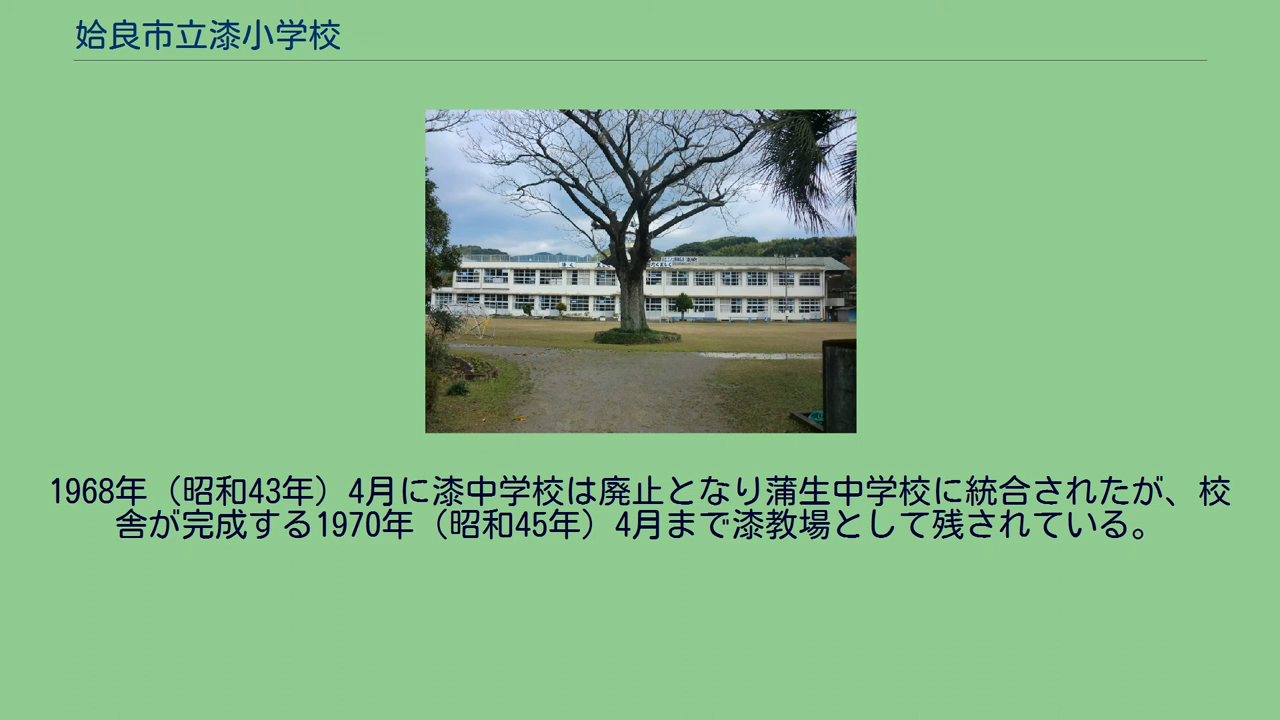 姶良市立漆小学校
1968年（昭和43年）4月に漆中学校は廃止となり蒲生中学校に統合されたが、校
舎が完成する1970年（昭和45年）4月まで漆教場として残されている。